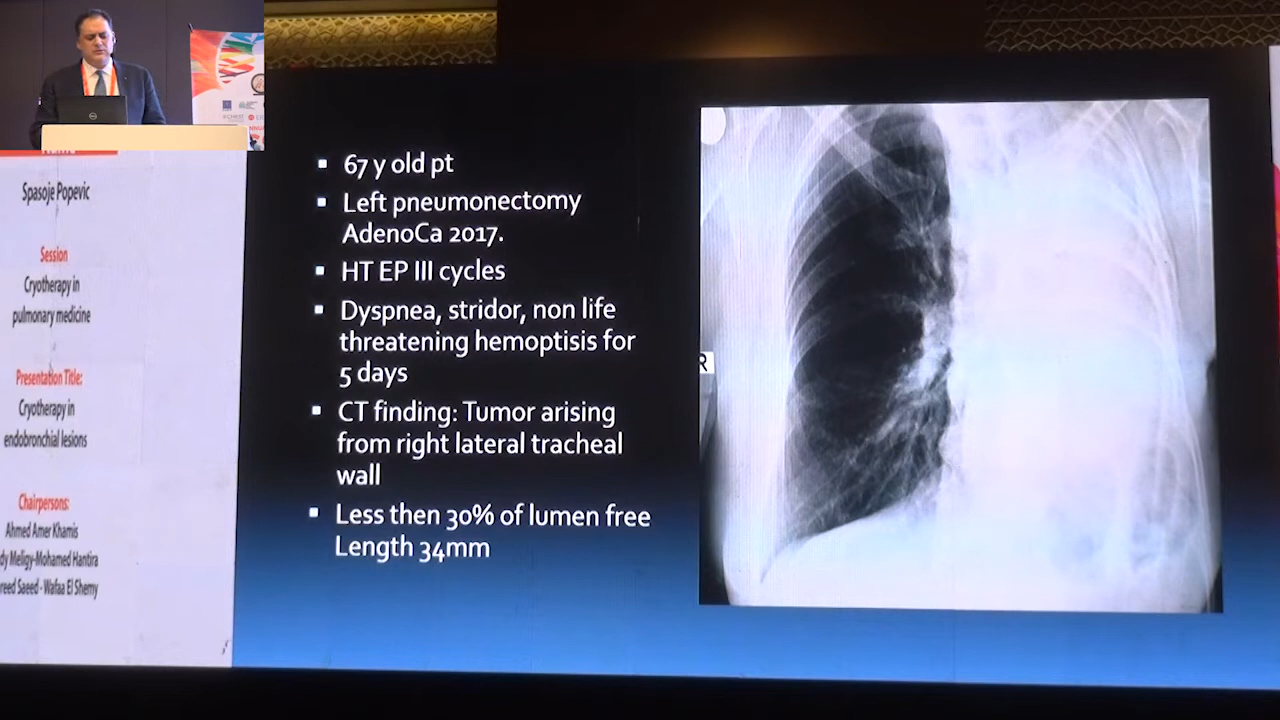 Spasoje Popevic
Session
Cryotherapy in
pulmonary medicine
Presentation Title:
Cryotherapy in
endobronchial lesions
Chairpersons:
Ahmed Amer Khamis
dy Meligy-Mohamed Hantira
reed Saeed - Wafaa El Shemy
67 y old pt
Left pneumonectomy
AdenoCa 2017.
HT EP III cycles
Dyspnea, stridor, non life
threatening hemoptisis for
5 days
CT finding: Tumor arising
from right lateral tracheal
wall
Less then 30% of lumen free
Length 34mm
R